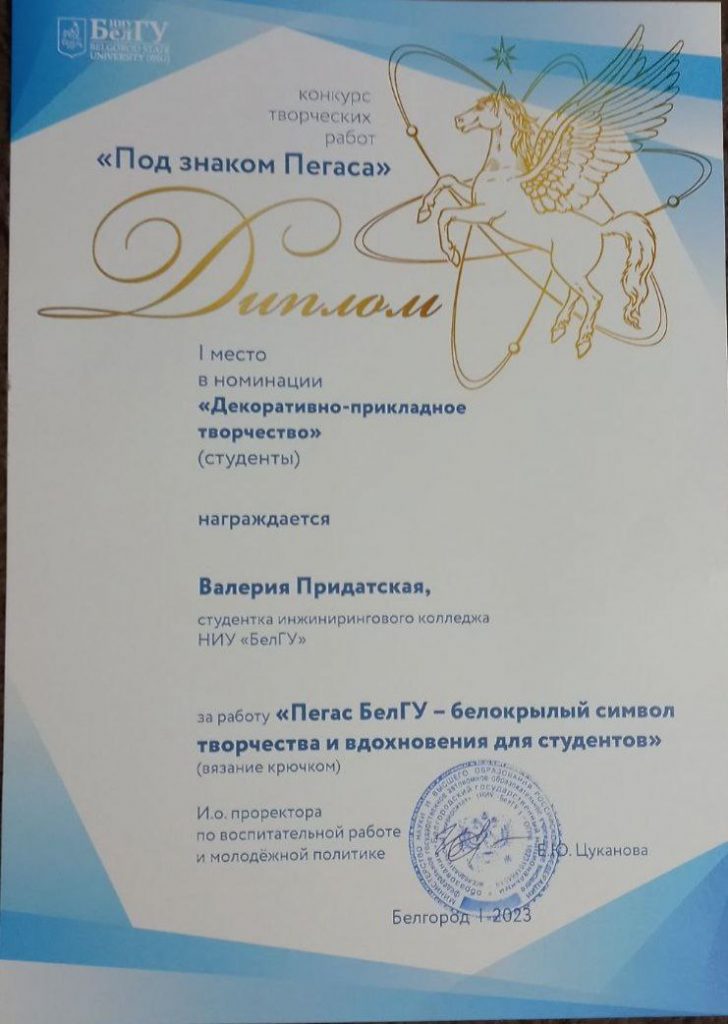 НИУ
БелГУ
BELGOROD STATE
UNIVERSITY (NRU)
конкурс
творческих
работ
«Под знаком Пегаса»
Диплом
I место
в номинации
«Декоративно-прикладное
творчество»
(студенты)
награждается
Валерия Придатская,
студентка инжинирингового колледжа
НИУ «БелГУ»
за работу «Пегас БелГУ – белокрылый символ
творчества и вдохновения для студентов»
(вязание крючком)
И.о. проректора
по воспитательной работе
и молодёжной политике
Е.Ю. Цуканова
Белгород 2023